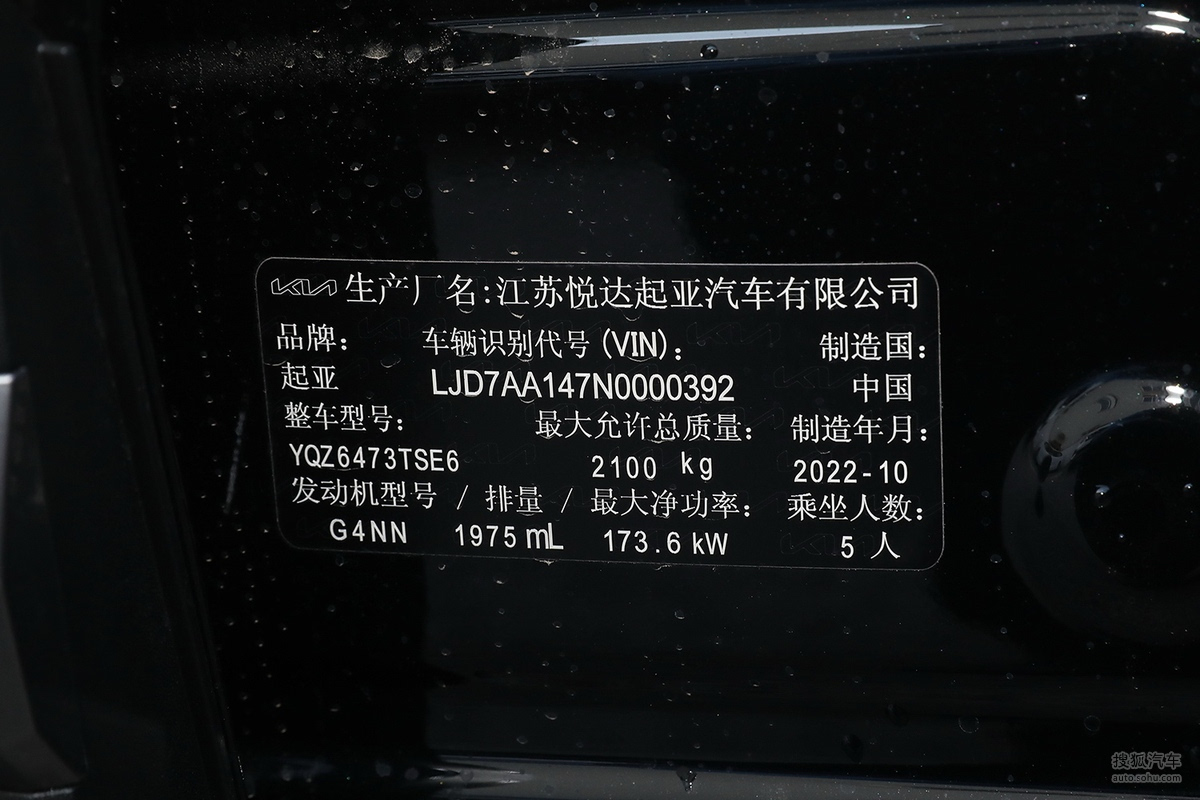 KIA 生产厂名:江苏悦达起亚汽车有限公司
品牌: 车辆识别代号(VIN): 制造国:
起亚 LJD7AA147N0000392 中国
整车型号: 最大允许总质量: 制造年月:
YQZ6473TSE6 2100 kg 2022-10
发动机型号 / 排量 / 最大净功率: 乘坐人数:
G4NN 1975 mL 173.6 kW 5 人
搜狐汽车
auto.sohu.com